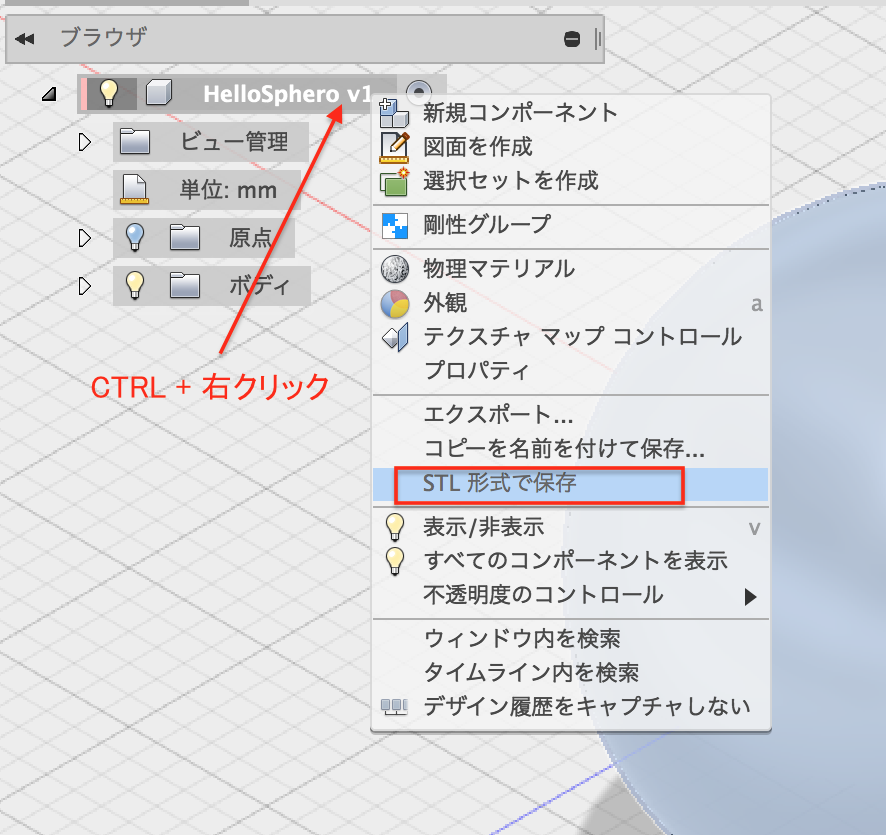 ブラウザ
HelloSphero v1
ビュー管理
単位: mm
原点
ボディ
CTRL + 右クリック
新規コンポーネント
図面を作成
選択セットを作成
剛性グループ
物理マテリアル
外観 a
テクスチャ マップ コントロール
プロパティ
エクスポート...
コピーを名前を付けて保存...
STL 形式で保存
表示/非表示 v
すべてのコンポーネントを表示
不透明度のコントロール
ウィンドウ内を検索
タイムライン内を検索
デザイン履歴をキャプチャしない